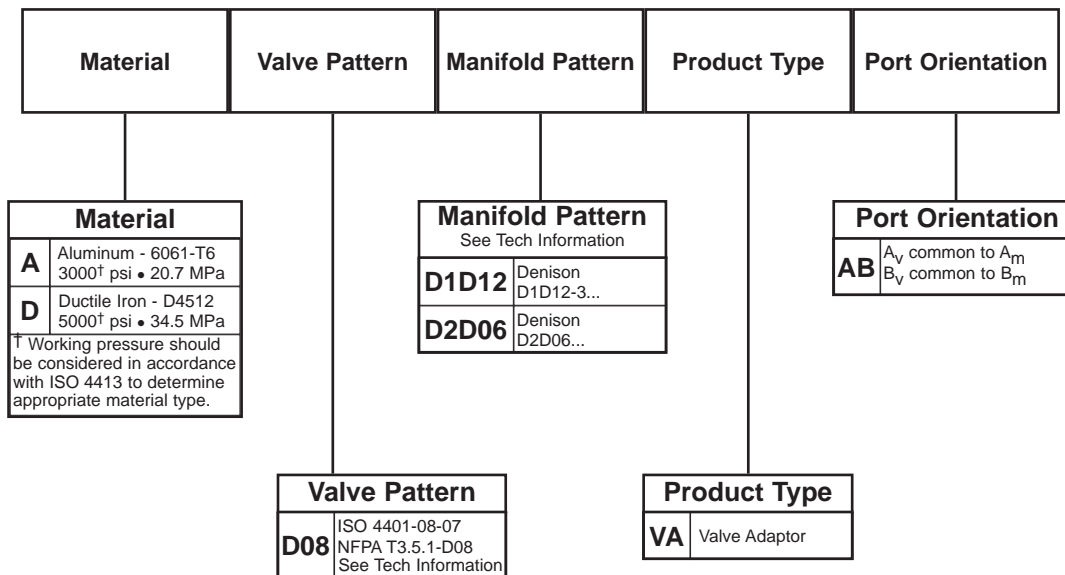 Material
Valve Pattern
Manifold Pattern
Product Type
Port Orientation
Material
A
Aluminum - 6061-T6
3000† psi • 20.7 MPa
D
Ductile Iron - D4512
5000† psi • 34.5 MPa
† Working pressure should
be considered in accordance
with ISO 4413 to determine
appropriate material type.
Manifold Pattern
See Tech Information
D1D12
Denison
D1D12-3...
D2D06
Denison
D2D06...
Port Orientation
AB
Av common to Am
Bv common to Bm
Valve Pattern
D08
ISO 4401-08-07
NFPA T3.5.1-D08
See Tech Information
Product Type
VA
Valve Adaptor